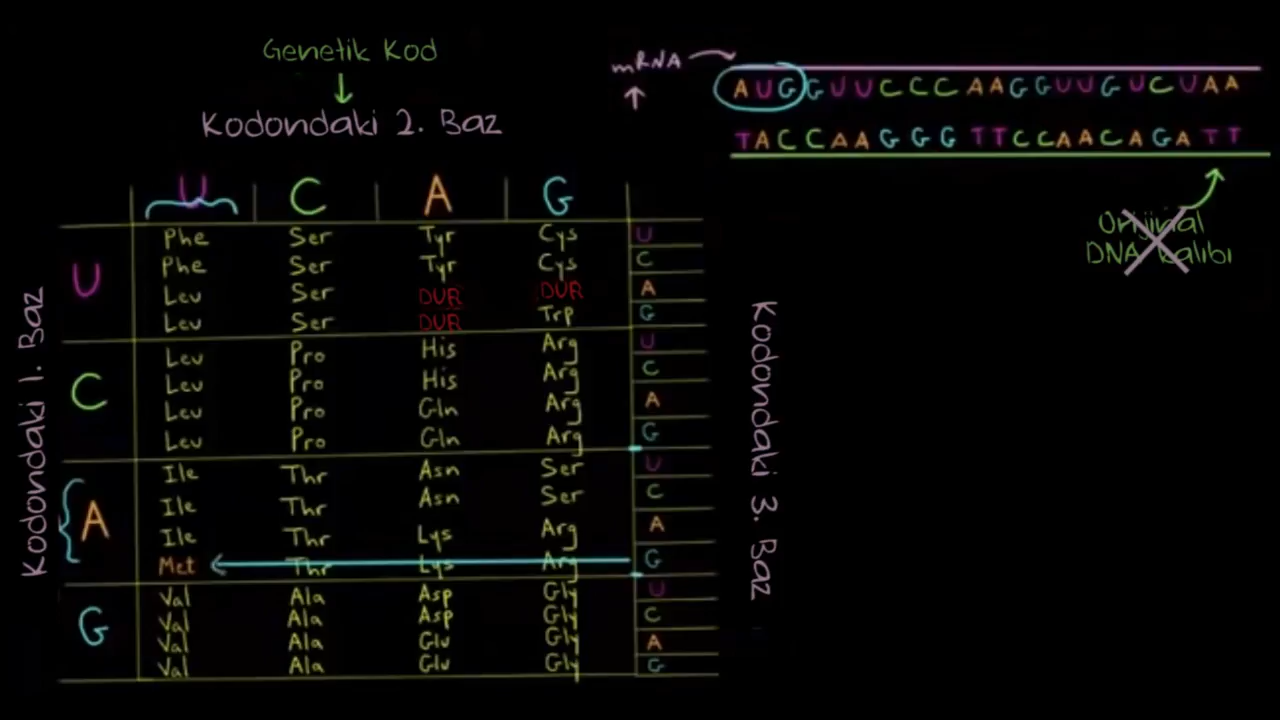 Genetik Kod
Kodondaki 2. Baz
mRNA
A U G G U U C C C A A G G U U G U C U A A
T A C C A A G G G T T C C A A C A G A T T
Orijinal
DNA Kalıbı
U C A G
Kodondaki 1. Baz
Kodondaki 3. Baz
U
Phe Ser Tyr Cys U
Phe Ser Tyr Cys C
Leu Ser DUR DUR A
Leu Ser DUR Trp G
C
Leu Pro His Arg U
Leu Pro His Arg C
Leu Pro Gln Arg A
Leu Pro Gln Arg G
A
Ile Thr Asn Ser U
Ile Thr Asn Ser C
Ile Thr Lys Arg A
Met Thr Lys Arg G
G
Val Ala Asp Gly U
Val Ala Asp Gly C
Val Ala Glu Gly A
Val Ala Glu Gly G